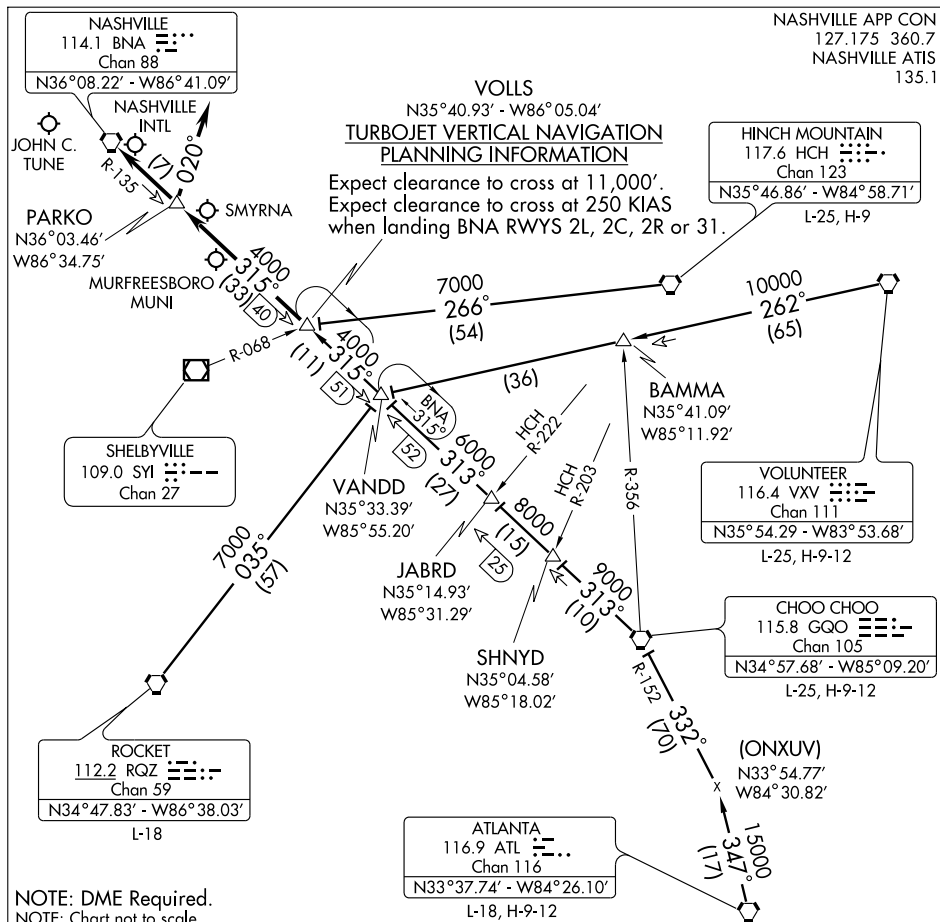 NASHVILLE
114.1 BNA
Chan 88
N36°08.22' - W86°41.09'
NASHVILLE APP CON
127.175 360.7
NASHVILLE ATIS
135.1
NASHVILLE
INTL
JOHN C.
TUNE
(7)
R-135
020°
VOLLS
N35°40.93' - W86°05.04'
TURBOJET VERTICAL NAVIGATION
PLANNING INFORMATION
Expect clearance to cross at 11,000'.
Expect clearance to cross at 250 KIAS
when landing BNA RWYS 2L, 2C, 2R or 31.
HINCH MOUNTAIN
117.6 HCH
Chan 123
N35°46.86' - W84°58.71'
L-25, H-9
PARKO
N36°03.46'
W86°34.75'
SMYRNA
MURFREESBORO
MUNI
4000
315°
(33)
40
7000
266°
(54)
10000
262°
(65)
R-068
4000
315°
(11)
51
(36)
BAMMA
N35°41.09'
W85°11.92'
SHELBYVILLE
109.0 SYI
Chan 27
BNA
315°
52
VANDD
N35°33.39'
W85°55.20'
6000
313°
(27)
HCH
R-222
HCH
R-203
R-356
VOLUNTEER
116.4 VXV
Chan 111
N35°54.29 - W83°53.68'
L-25, H-9-12
7000
035°
(57)
JABRD
N35°14.93'
W85°31.29'
8000
(15)
25
9000
313°
(10)
SHNYD
N35°04.58'
W85°18.02'
CHOO CHOO
115.8 GQO
Chan 105
N34°57.68' - W85°09.20'
L-25, H-9-12
R-152
332°
(70)
(ONXUV)
N33°54.77'
W84°30.82'
X
ROCKET
112.2 RQZ
Chan 59
N34°47.83' - W86°38.03'
L-18
ATLANTA
116.9 ATL
Chan 116
N33°37.74' - W84°26.10'
L-18, H-9-12
15000
347°
(17)
NOTE: DME Required.
NOTE: Chart not to scale.